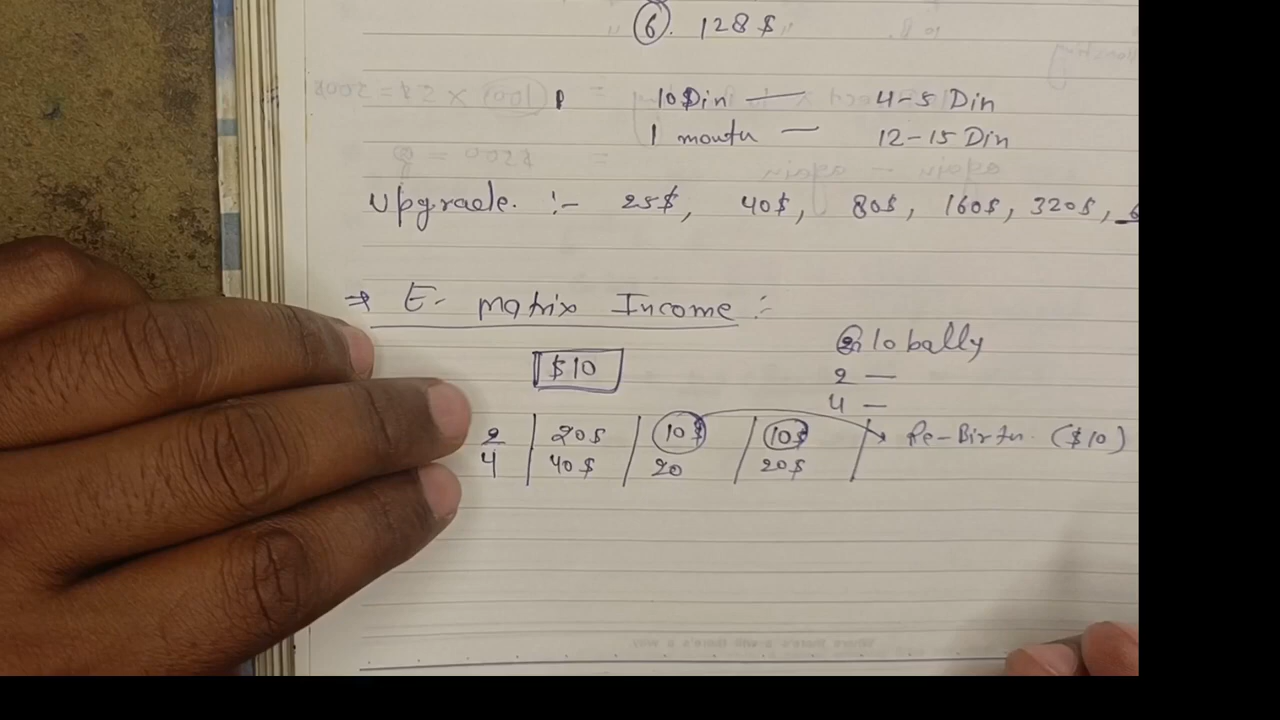 6. 128$
10 Din — 4-5 Din
1 month — 12-15 Din
Upgrade. :- 25$, 40$, 80$, 160$, 320$,
⇒ E- Matrix Income :-
Globally
$10
2 —
4 —
2 | 20$ | 10$ | 10$ | Re-Birth. ($10)
4 | 40$ | 20 | 20$ |